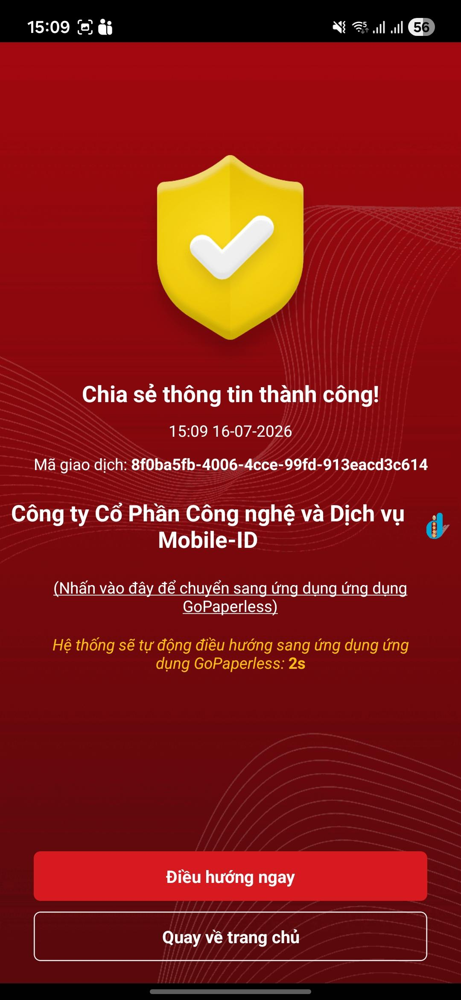 15:09
5
56
Chia sẻ thông tin thành công!
15:09 16-07-2026
Mã giao dịch: 8f0ba5fb-4006-4cce-99fd-913eacd3c614
Công ty Cổ Phần Công nghệ và Dịch vụ
Mobile-ID
(Nhấn vào đây để chuyển sang ứng dụng ứng dụng
GoPaperless)
Hệ thống sẽ tự động điều hướng sang ứng dụng ứng
dụng GoPaperless: 2s
Điều hướng ngay
Quay về trang chủ